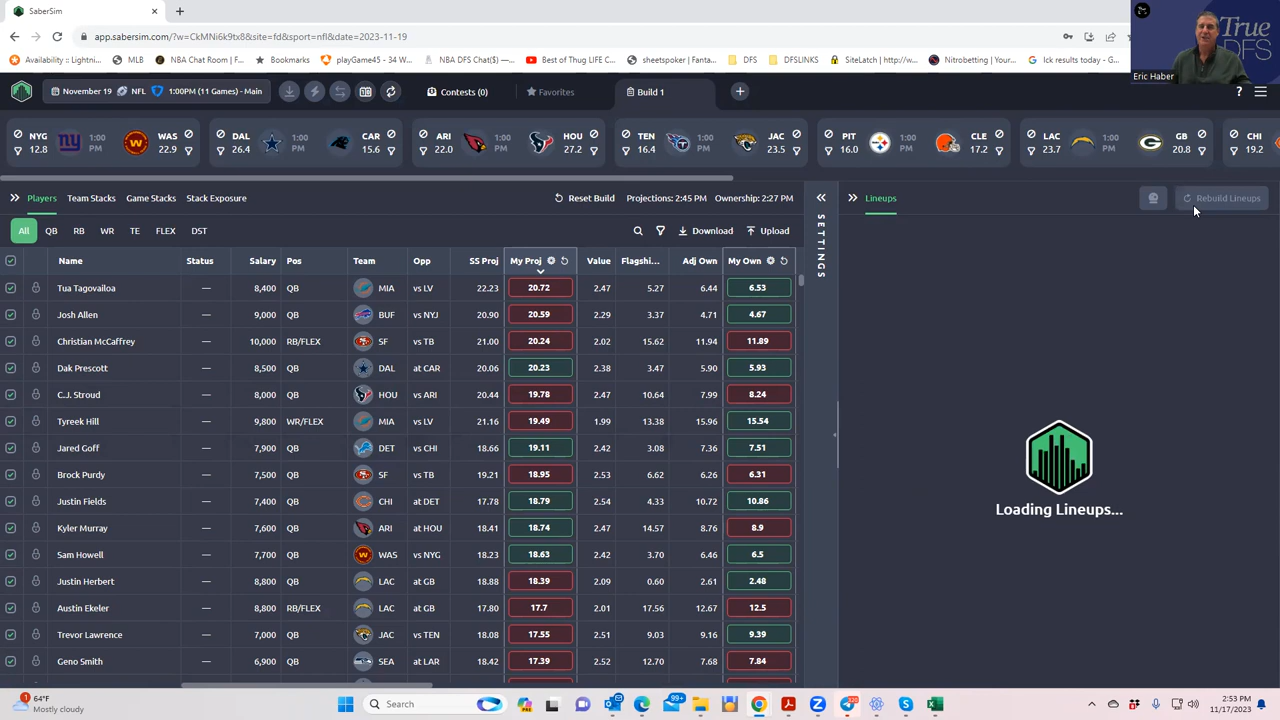 SaberSim
app.sabersim.com/?w=CkMNi6k9tx8&site=fd&sport=nfl&date=2023-11-19
Availability :: Lightni... MLB NBA Chat Room | F... playGame45 - 34 W... NBA DFS Chat($) —... Best of Thug LIFE C... sheetspoker | Fanta... DFS DFSLINKS SiteLatch | http://w... Nitrobetting | Your... Ick results today — G...
True DFS
Eric Haber
November 19 NFL 1:00PM (11 Games) - Main Contests (0) Favorites Build 1
NYG 12.8 1:00 PM WAS 22.9 DAL 26.4 1:00 PM CAR 15.6 ARI 22.0 1:00 PM HOU 27.2 TEN 16.4 1:00 PM JAC 23.5 PIT 16.0 1:00 PM CLE 17.2 LAC 23.7 1:00 PM GB 20.8 CHI 19.2
Players Team Stacks Game Stacks Stack Exposure Reset Build Projections: 2:45 PM Ownership: 2:27 PM
SETTINGS
Lineups Rebuild Lineups
All QB RB WR TE FLEX DST Download Upload
Name Status Salary Pos Team Opp SS Proj My Proj Value Flagshi... Adj Own My Own
Tua Tagovailoa — 8,400 QB MIA vs LV 22.23 20.72 2.47 5.27 6.44 6.53
Josh Allen — 9,000 QB BUF vs NYJ 20.90 20.59 2.29 3.37 4.71 4.67
Christian McCaffrey — 10,000 RB/FLEX SF vs TB 21.00 20.24 2.02 15.62 11.94 11.89
Dak Prescott — 8,500 QB DAL at CAR 20.06 20.23 2.38 3.47 5.90 5.93
C.J. Stroud — 8,000 QB HOU vs ARI 20.44 19.78 2.47 10.64 7.99 8.24
Tyreek Hill — 9,800 WR/FLEX MIA vs LV 21.16 19.49 1.99 13.38 15.96 15.54
Jared Goff — 7,900 QB DET vs CHI 18.66 19.11 2.42 3.08 7.36 7.51
Brock Purdy — 7,500 QB SF vs TB 19.21 18.95 2.53 6.62 6.26 6.31
Justin Fields — 7,400 QB CHI at DET 17.78 18.79 2.54 4.33 10.72 10.86
Kyler Murray — 7,600 QB ARI at HOU 18.41 18.74 2.47 14.57 8.76 8.9
Sam Howell — 7,700 QB WAS vs NYG 18.23 18.63 2.42 3.70 6.46 6.5
Justin Herbert — 8,800 QB LAC at GB 18.88 18.39 2.09 0.60 2.61 2.48
Austin Ekeler — 8,800 RB/FLEX LAC at GB 17.80 17.7 2.01 17.56 12.67 12.5
Trevor Lawrence — 7,000 QB JAC vs TEN 18.08 17.55 2.51 9.03 9.16 9.39
Geno Smith — 6,900 QB SEA at LAR 18.42 17.39 2.52 12.70 7.68 7.84
Loading Lineups...
64°F
Mostly cloudy
Search
99+
2:53 PM
11/17/2023